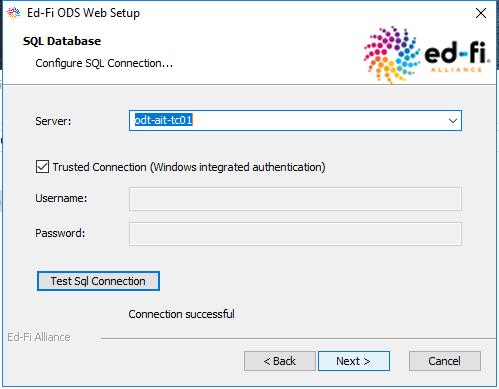 Ed-Fi ODS Web Setup
SQL Database
Configure SQL Connection...
ed-fi
ALLIANCE
Server:
odt-ait-tc01
Trusted Connection (Windows integrated authentication)
Username:
Password:
Test Sql Connection
Connection successful
Ed-Fi Alliance
< Back
Next >
Cancel